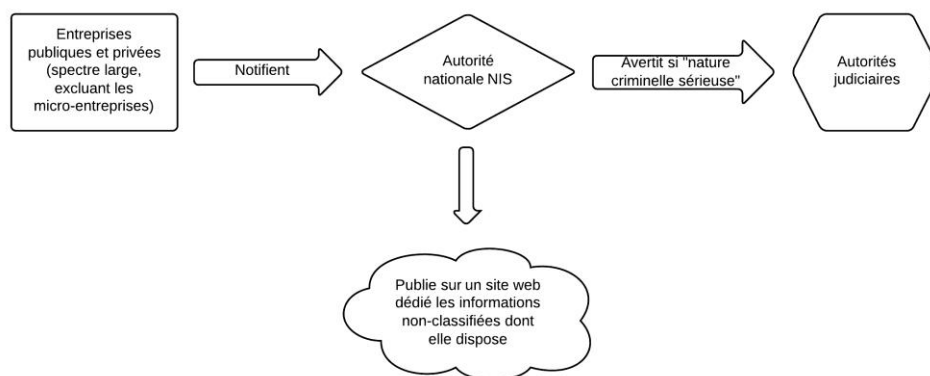 Entreprises
publiques et privées
(spectre large,
excluant les
micro-entreprises)
Notifient
Autorité
nationale NIS
Avertit si "nature
criminelle sérieuse"
Autorités
judiciaires
Publie sur un site web
dédié les informations
non-classifiées dont
elle dispose